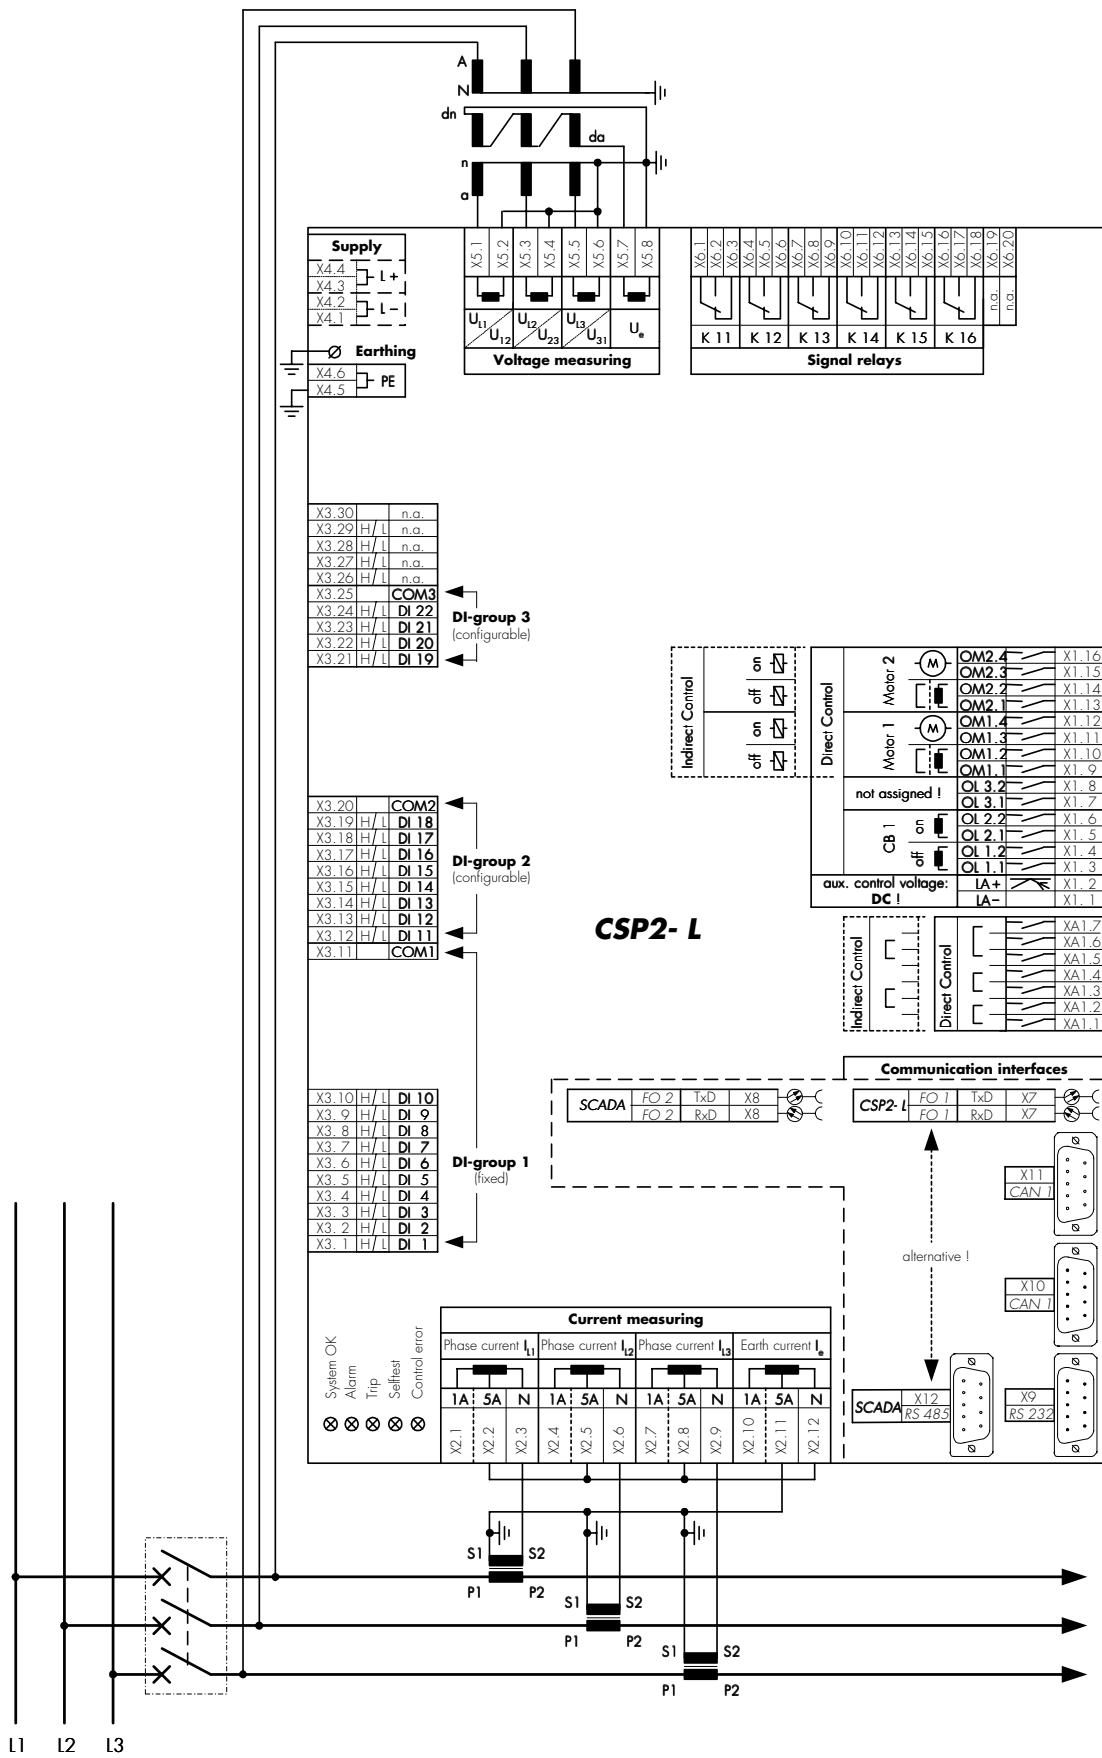 A
N
dn
da
n
a
Supply
X4.4
X4.3
L+
X4.2
X4.1
L−
Earthing
X4.6
X4.5
PE
X5.1 X5.2 X5.3 X5.4 X5.5 X5.6 X5.7 X5.8
UL1 U12 UL2 U23 UL3 U31 Ue
Voltage measuring
X6.1 X6.2 X6.3 X6.4 X6.5 X6.6 X6.7 X6.8 X6.9 X6.10 X6.11 X6.12 X6.13 X6.14 X6.15 X6.16 X6.17 X6.18 X6.19 X6.20
n.a. n.a.
K 11 K 12 K 13 K 14 K 15 K 16
Signal relays
X3.30 n.a.
X3.29 H/L n.a.
X3.28 H/L n.a.
X3.27 H/L n.a.
X3.26 H/L n.a.
X3.25 COM3
X3.24 H/L DI 22
X3.23 H/L DI 21
X3.22 H/L DI 20
X3.21 H/L DI 19
DI-group 3
(configurable)
X3.20 COM2
X3.19 H/L DI 18
X3.18 H/L DI 17
X3.17 H/L DI 16
X3.16 H/L DI 15
X3.15 H/L DI 14
X3.14 H/L DI 13
X3.13 H/L DI 12
X3.12 H/L DI 11
X3.11 COM1
DI-group 2
(configurable)
CSP2- L
Indirect Control
on
off
on
off
Direct Control
Motor 2
M
Motor 1
M
not assigned !
CB 1
on
off
OM2.4 X1.16
OM2.3 X1.15
OM2.2 X1.14
OM2.1 X1.13
OM1.4 X1.12
OM1.3 X1.11
OM1.2 X1.10
OM1.1 X1. 9
OL 3.2 X1. 8
OL 3.1 X1. 7
OL 2.2 X1. 6
OL 2.1 X1. 5
OL 1.2 X1. 4
OL 1.1 X1. 3
aux. control voltage: LA+ X1. 2
DC ! LA− X1. 1
Indirect Control
Direct Control
XA1.7
XA1.6
XA1.5
XA1.4
XA1.3
XA1.2
XA1.1
X3.10 H/L DI 10
X3. 9 H/L DI 9
X3. 8 H/L DI 8
X3. 7 H/L DI 7
X3. 6 H/L DI 6
X3. 5 H/L DI 5
X3. 4 H/L DI 4
X3. 3 H/L DI 3
X3. 2 H/L DI 2
X3. 1 H/L DI 1
DI-group 1
(fixed)
Communication interfaces
SCADA
FO 2 TxD X8
FO 2 RxD X8
CSP2- L
FO 1 TxD X7
FO 1 RxD X7
X11
CAN 1
alternative !
X10
CAN 1
SCADA
X12
RS 485
X9
RS 232
System OK
Alarm
Trip
Selftest
Control error
Current measuring
Phase current IL1 Phase current IL2 Phase current IL3 Earth current Ie
1A 5A N 1A 5A N 1A 5A N 1A 5A N
X2.1 X2.2 X2.3 X2.4 X2.5 X2.6 X2.7 X2.8 X2.9 X2.10 X2.11 X2.12
S1 S2
P1 P2
S1 S2
P1 P2
S1 S2
P1 P2
L1 L2 L3